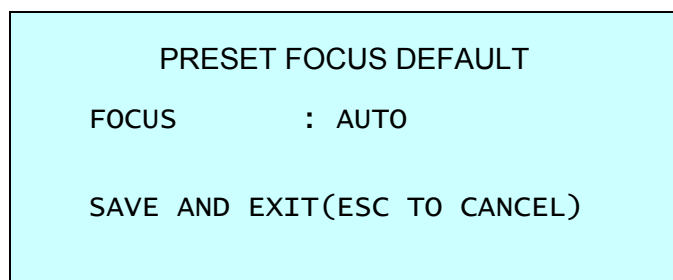 PRESET FOCUS DEFAULT
FOCUS : AUTO
SAVE AND EXIT(ESC TO CANCEL)